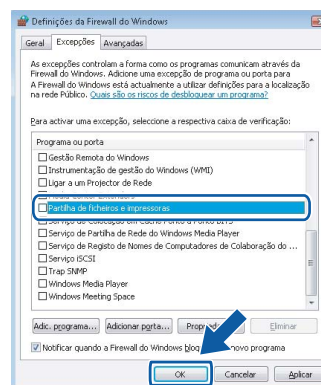 Definições da Firewall do Windows
Geral Excepções Avançadas
As excepções controlam a forma como os programas comunicam através da
Firewall do Windows. Adicione uma excepção de programa ou porta para
A Firewall do Windows está actualmente a utilizar definições para a localização
na rede Público. Quais são os riscos de desbloquear um programa?
Para activar uma excepção, seleccione a respectiva caixa de verificação:
Programa ou porta
Gestão Remota do Windows
Instrumentação de gestão do Windows (WMI)
Ligar a um Projector de Rede
Partilha de ficheiros e impressoras
Serviço de Partilha de Rede do Windows Media Player
Serviço de Registo de Nomes de Computadores de Colaboração do ...
Serviço iSCSI
Trap SNMP
Windows Media Player
Windows Meeting Space
Adic. programa... Adicionar porta... Eliminar
Notificar quando a Firewall do Windows novo programa
OK Cancelar Aplicar